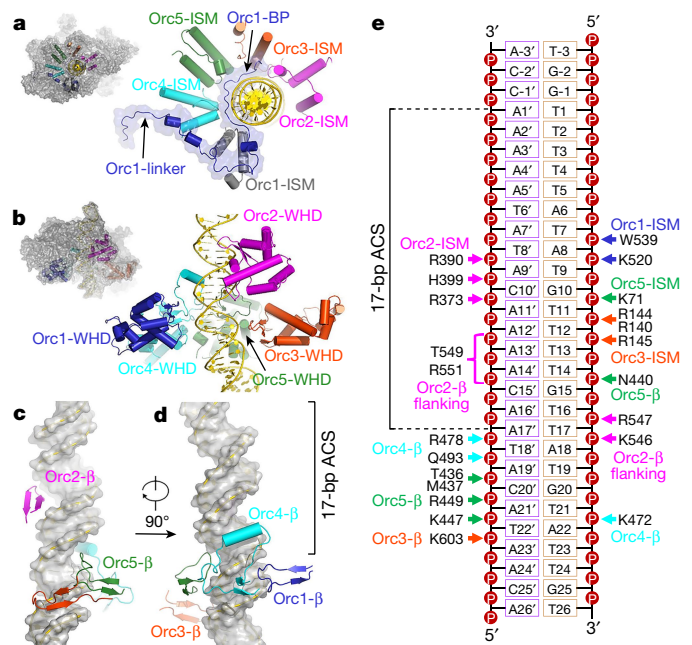 a
Orc5-ISM
Orc1-BP
Orc3-ISM
Orc4-ISM
Orc2-ISM
Orc1-linker
Orc1-ISM
b
Orc2-WHD
Orc1-WHD
Orc4-WHD
Orc3-WHD
Orc5-WHD
c
Orc2-β
Orc5-β
90°
d
17-bp ACS
Orc4-β
Orc1-β
Orc3-β
e
3′ 5′
P A-3′ T-3 P
P C-2′ G-2 P
P C-1′ G-1 P
P A1′ T1 P
P A2′ T2 P
P A3′ T3 P
P A4′ T4 P
P A5′ T5 P
P T6′ A6 P
P A7′ T7 P
P T8′ A8 P
P A9′ T9 P
P C10′ G10 P
P A11′ T11 P
P A12′ T12 P
P A13′ T13 P
P A14′ T14 P
P C15′ G15 P
P A16′ T16 P
P A17′ T17 P
P T18′ A18 P
P A19′ T19 P
P C20′ G20 P
P A21′ T21 P
P T22′ A22 P
P A23′ T23 P
P A24′ T24 P
P C25′ G25 P
P A26′ T26 P
5′ 3′
17-bp ACS
Orc2-ISM
R390
H399
R373
T549
R551
Orc2-β
flanking
Orc4-β
R478
Q493
T436
M437
Orc5-β
R449
K447
Orc3-β
K603
Orc1-ISM
W539
K520
Orc5-ISM
K71
R144
R140
R145
Orc3-ISM
N440
Orc5-β
R547
K546
Orc2-β
flanking
K472
Orc4-β